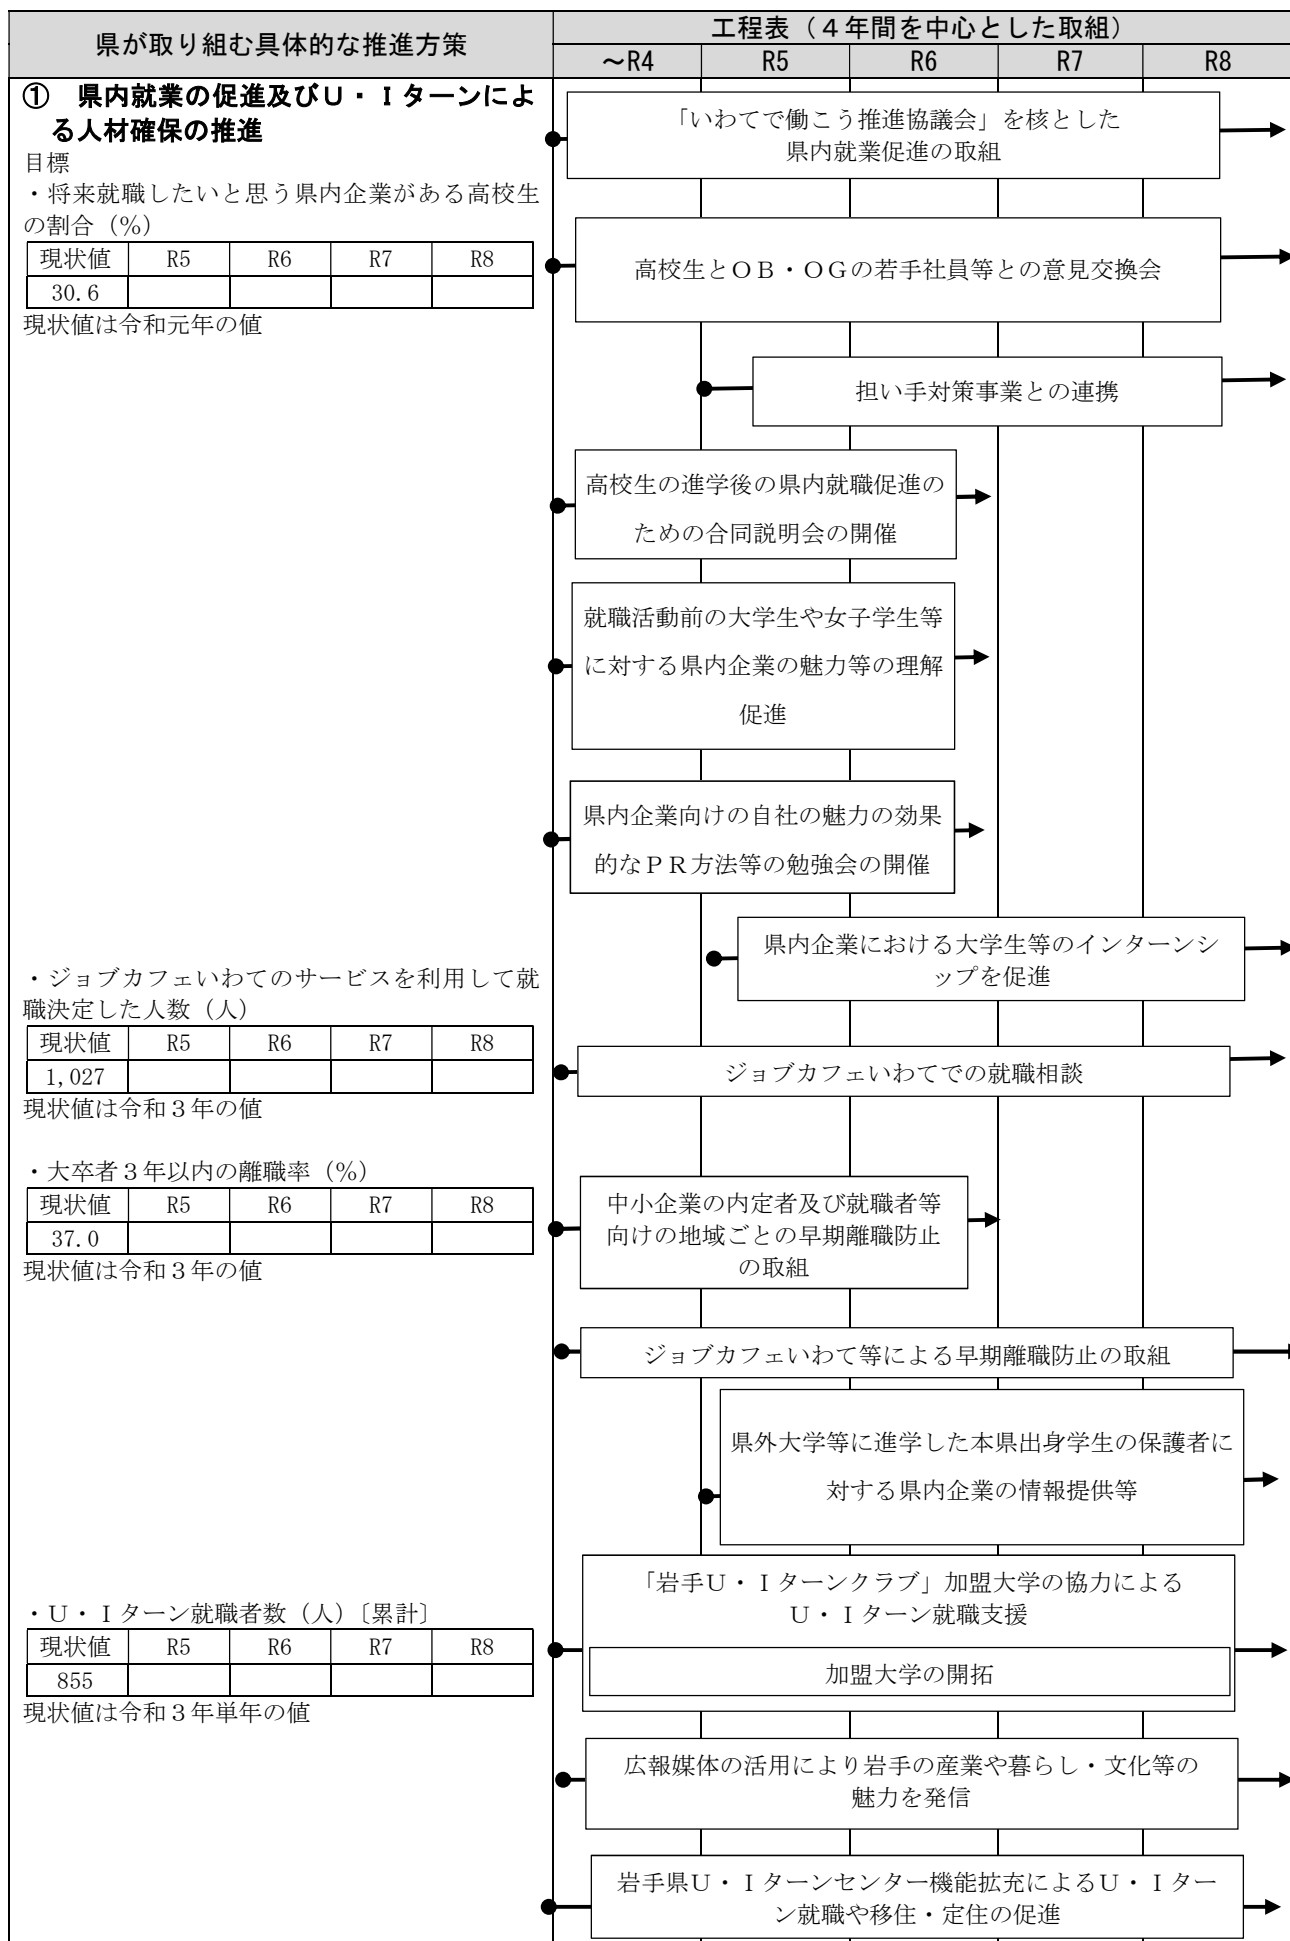 県が取り組む具体的な推進方策
工程表（４年間を中心とした取組）
～R4 R5 R6 R7 R8
①　県内就業の促進及びＵ・Ｉターンによ
る人材確保の推進
目標
・将来就職したいと思う県内企業がある高校生
の割合（％）
現状値 R5 R6 R7 R8
30.6
現状値は令和元年の値
・ジョブカフェいわてのサービスを利用して就
職決定した人数（人）
現状値 R5 R6 R7 R8
1,027
現状値は令和３年の値
・大卒者３年以内の離職率（％）
現状値 R5 R6 R7 R8
37.0
現状値は令和３年の値
・Ｕ・Ｉターン就職者数（人）〔累計〕
現状値 R5 R6 R7 R8
855
現状値は令和３年単年の値
「いわてで働こう推進協議会」を核とした
県内就業促進の取組
高校生とＯＢ・ＯＧの若手社員等との意見交換会
担い手対策事業との連携
高校生の進学後の県内就職促進の
ための合同説明会の開催
就職活動前の大学生や女子学生等
に対する県内企業の魅力等の理解
促進
県内企業向けの自社の魅力の効果
的なＰＲ方法等の勉強会の開催
県内企業における大学生等のインターンシ
ップを促進
ジョブカフェいわてでの就職相談
中小企業の内定者及び就職者等
向けの地域ごとの早期離職防止
の取組
ジョブカフェいわて等による早期離職防止の取組
県外大学等に進学した本県出身学生の保護者に
対する県内企業の情報提供等
「岩手Ｕ・Ｉターンクラブ」加盟大学の協力による
Ｕ・Ｉターン就職支援
加盟大学の開拓
広報媒体の活用により岩手の産業や暮らし・文化等の
魅力を発信
岩手県Ｕ・Ｉターンセンター機能拡充によるＵ・Ｉター
ン就職や移住・定住の促進